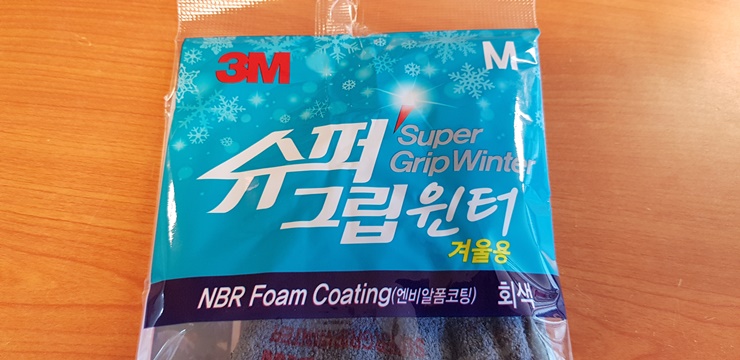 3M
M
슈퍼
Super
Grip Winter
그립 윈터
겨울용
NBR Foam Coating(엔비알폼코팅) 회색